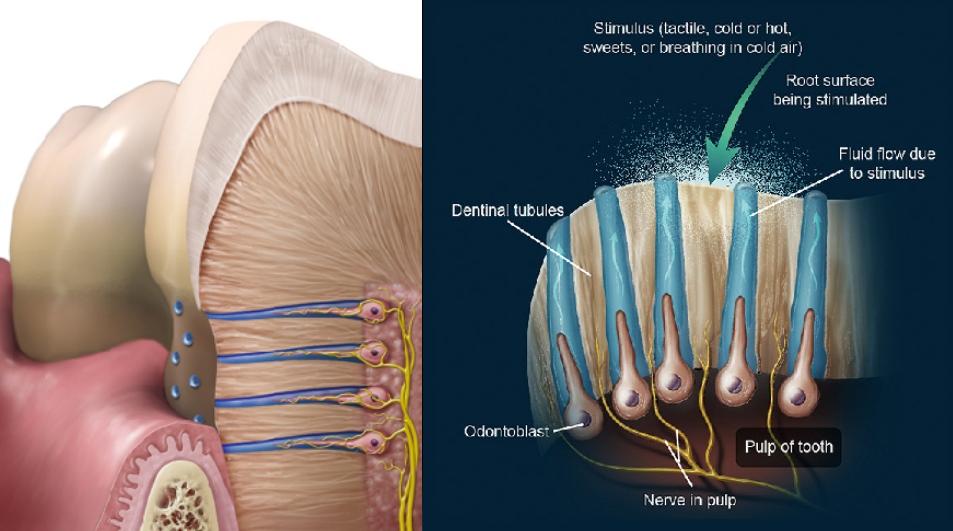 Stimulus (tactile, cold or hot,
sweets, or breathing in cold air)
Root surface
being stimulated
Fluid flow due
to stimulus
Dentinal tubules
Odontoblast
Pulp of tooth
Nerve in pulp